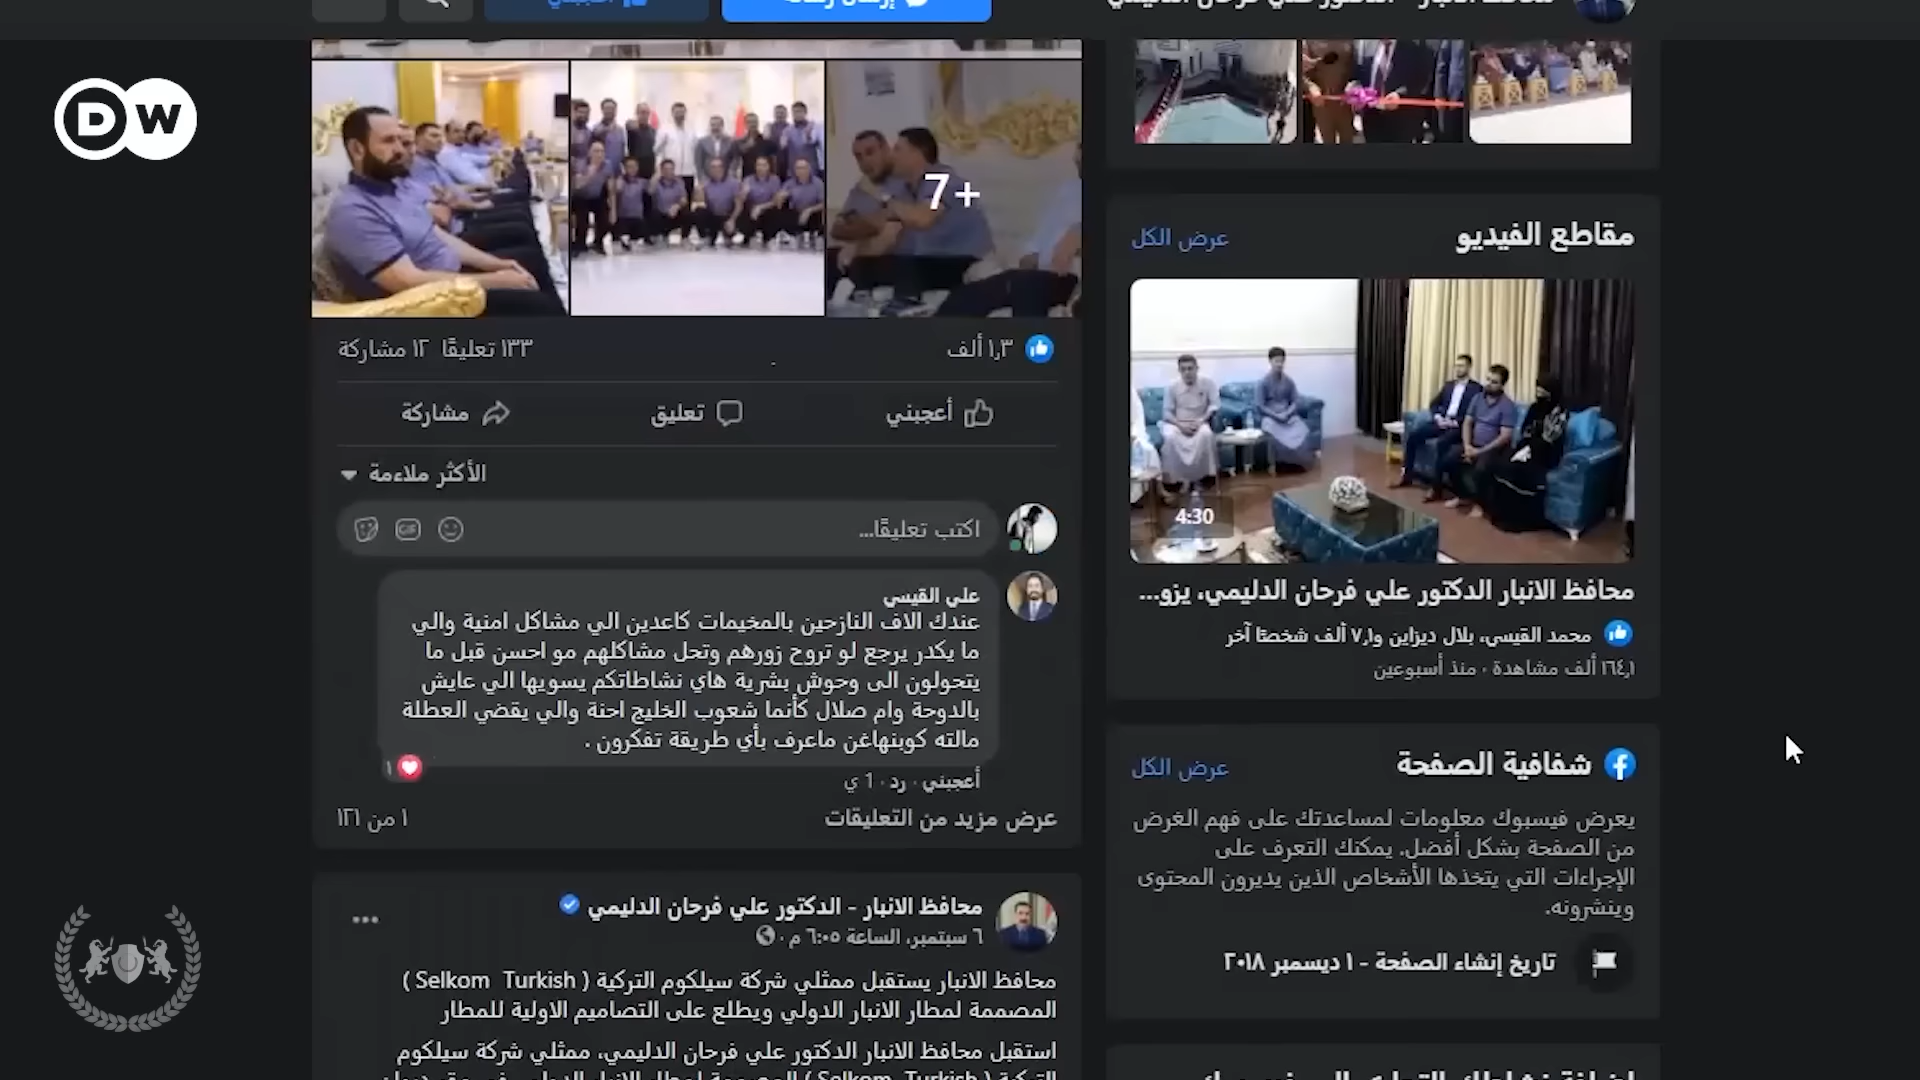 أعجبني
DW
7+
١٣٣ تعليقًا ١٢ مشاركة
١٫٣ ألف
أعجبني
تعليق
مشاركة
الأكثر ملاءمة
اكتب تعليقًا...
GIF
علي القيسي
عندك الاف النازحين بالمخيمات كاعدين الي مشاكل امنية والي
ما يكدر يرجع لو تروح زورهم وتحل مشاكلهم مو احسن قبل ما
يتحولون الى وحوش بشرية هاي نشاطاتكم يسويها الي عايش
بالدوحة وام صلال كأنما شعوب الخليج احنة والي يقضي العطلة
مالته كوبنهاغن ماعرف بأي طريقة تفكرون .
١
أعجبني · رد · 1 ي
عرض مزيد من التعليقات
١ من ١٢١
محافظ الانبار - الدكتور علي فرحان الدليمي
٦ سبتمبر، الساعة ٦:٠٥ م ·
محافظ الانبار يستقبل ممثلي شركة سيلكوم التركية ( Selkom Turkish )
المصممة لمطار الانبار الدولي ويطلع على التصاميم الاولية للمطار
استقبل محافظ الانبار الدكتور علي فرحان الدليمي، ممثلي شركة سيلكوم
مقاطع الفيديو
عرض الكل
4:30
محافظ الانبار الدكتور علي فرحان الدليمي، يزو...
محمد القيسي، بلال ديزاين و٧٫١ ألف شخصًا آخر
١٦٤٫١ ألف مشاهدة · منذ أسبوعين
شفافية الصفحة
عرض الكل
يعرض فيسبوك معلومات لمساعدتك على فهم الغرض
من الصفحة بشكل أفضل. يمكنك التعرف على
الإجراءات التي يتخذها الأشخاص الذين يديرون المحتوى
وينشرونه.
تاريخ إنشاء الصفحة - ١ ديسمبر ٢٠١٨